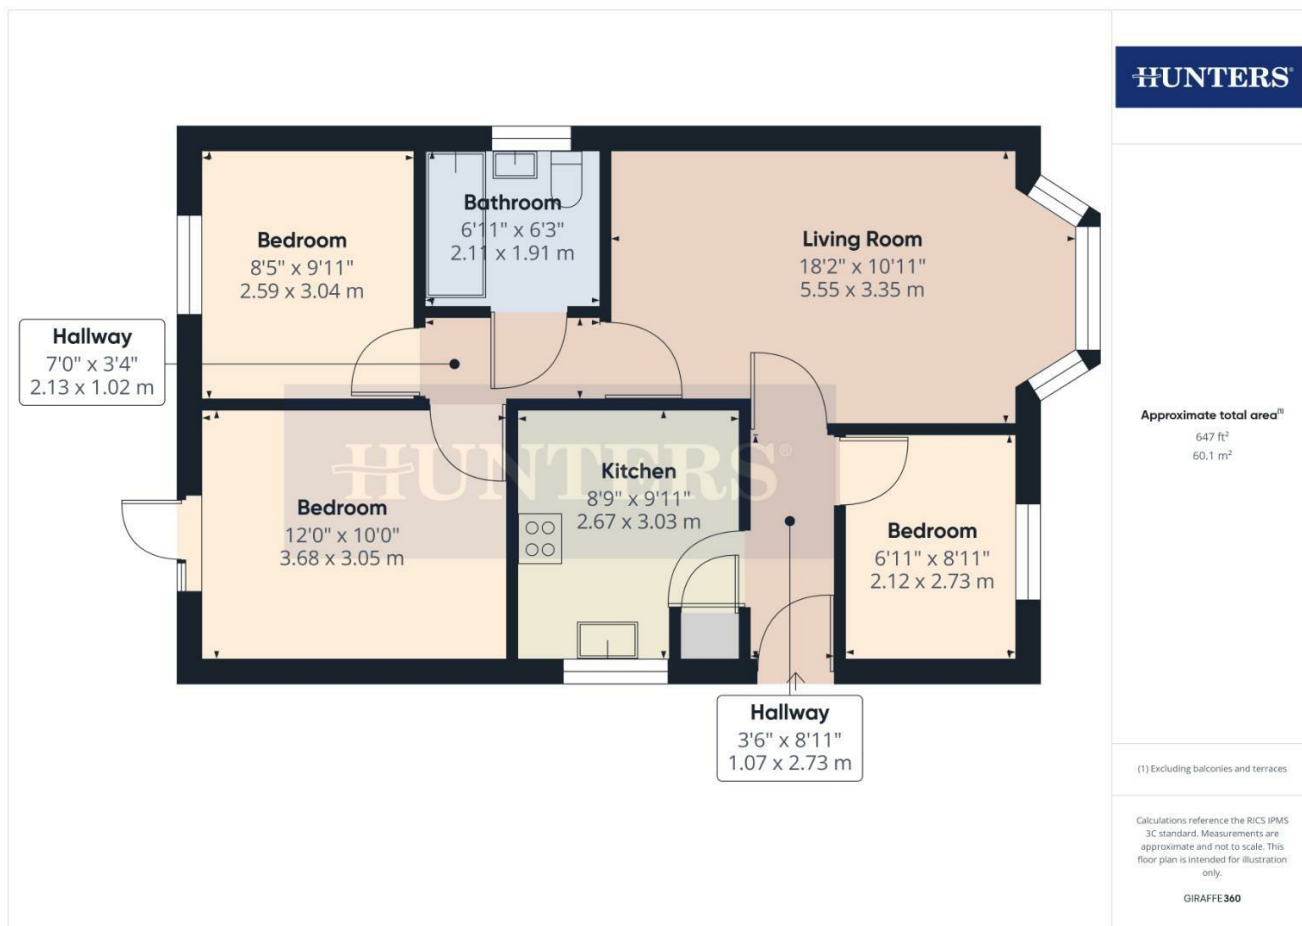 HUNTERS®
Bedroom
8'5" x 9'11"
2.59 x 3.04 m
Bathroom
6'11" x 6'3"
2.11 x 1.91 m
Living Room
18'2" x 10'11"
5.55 x 3.35 m
Hallway
7'0" x 3'4"
2.13 x 1.02 m
HUNTERS®
Bedroom
12'0" x 10'0"
3.68 x 3.05 m
Kitchen
8'9" x 9'11"
2.67 x 3.03 m
Bedroom
6'11" x 8'11"
2.12 x 2.73 m
Hallway
3'6" x 8'11"
1.07 x 2.73 m
Approximate total area(1)
647 ft²
60.1 m²
(1) Excluding balconies and terraces
Calculations reference the RICS IPMS
3C standard. Measurements are
approximate and not to scale. This
floor plan is intended for illustration
only.
GIRAFFE360